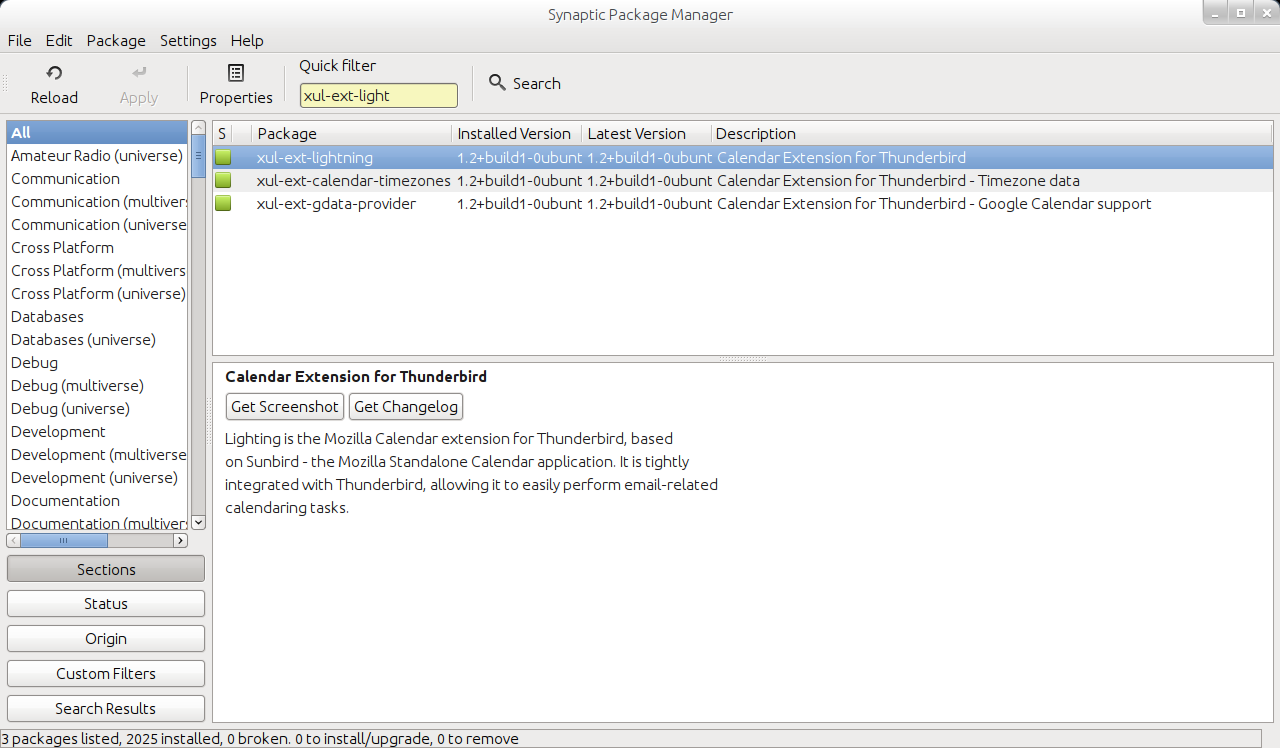 Synaptic Package Manager
File Edit Package Settings Help
Reload
Apply
Properties
Quick filter
xul-ext-light
Search
All
Amateur Radio (universe)
Communication
Communication (multivers
Communication (universe
Cross Platform
Cross Platform (multivers
Cross Platform (universe)
Databases
Databases (universe)
Debug
Debug (multiverse)
Debug (universe)
Development
Development (multiverse
Development (universe)
Documentation
Documentation (multivers
Sections
Status
Origin
Custom Filters
Search Results
S Package Installed Version Latest Version Description
xul-ext-lightning 1.2+build1-0ubunt 1.2+build1-0ubunt Calendar Extension for Thunderbird
xul-ext-calendar-timezones 1.2+build1-0ubunt 1.2+build1-0ubunt Calendar Extension for Thunderbird - Timezone data
xul-ext-gdata-provider 1.2+build1-0ubunt 1.2+build1-0ubunt Calendar Extension for Thunderbird - Google Calendar support
Calendar Extension for Thunderbird
Get Screenshot Get Changelog
Lighting is the Mozilla Calendar extension for Thunderbird, based
on Sunbird - the Mozilla Standalone Calendar application. It is tightly
integrated with Thunderbird, allowing it to easily perform email-related
calendaring tasks.
3 packages listed, 2025 installed, 0 broken. 0 to install/upgrade, 0 to remove